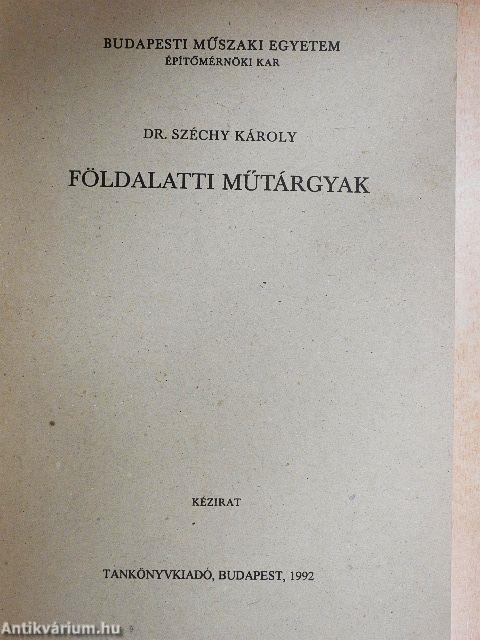 BUDAPESTI MŰSZAKI EGYETEM
ÉPÍTŐMÉRNÖKI KAR
DR. SZÉCHY KÁROLY
FÖLDALATTI MŰTÁRGYAK
KÉZIRAT
TANKÖNYVKIADÓ, BUDAPEST, 1992
Antikvárium.hu